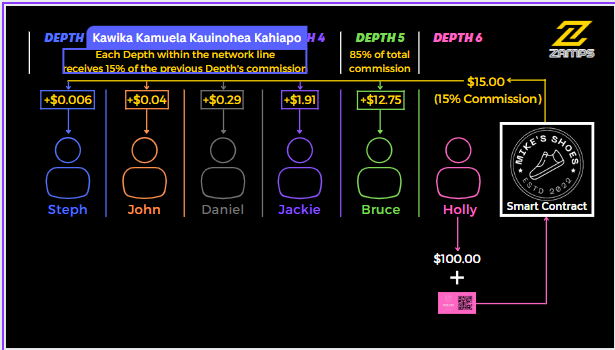 DEPTH
Kawika Kamuela Kauinohea Kahiapo
H 4
DEPTH 5
DEPTH 6
Each Depth within the network line
receives 15% of the previous Depth's commission
85% of total
commission
ZAMPS
$15.00
(15% Commission)
+$0.006
+$0.04
+$0.29
+$1.91
+$12.75
MIKE'S SHOES
ESTD 2022
Smart Contract
Steph
John
Daniel
Jackie
Bruce
Holly
$100.00
+